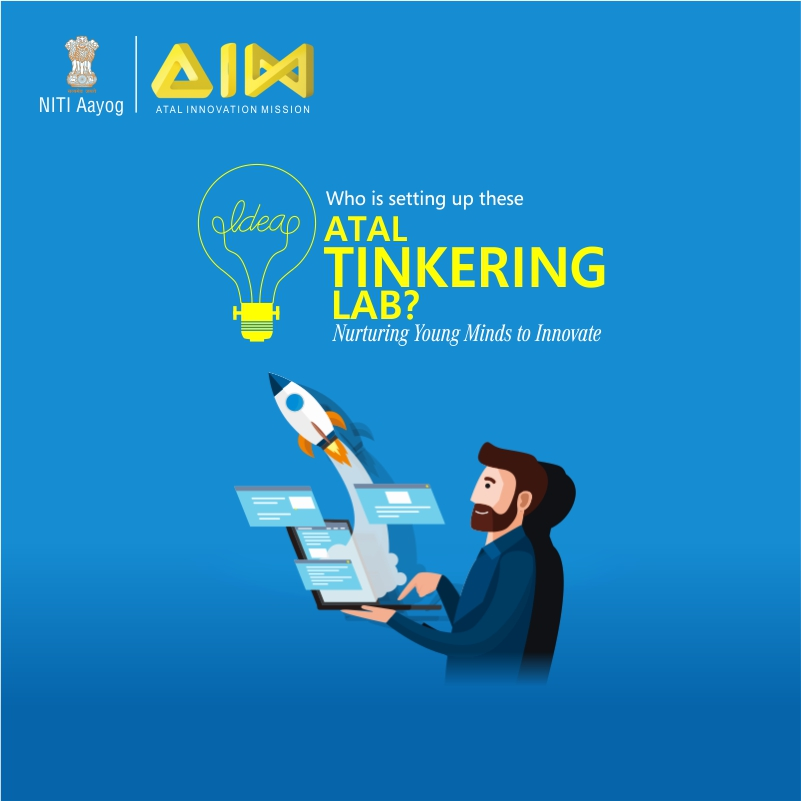 NITI Aayog
AIM
ATAL INNOVATION MISSION
Idea
Who is setting up these
ATAL
TINKERING
LAB?
Nurturing Young Minds to Innovate